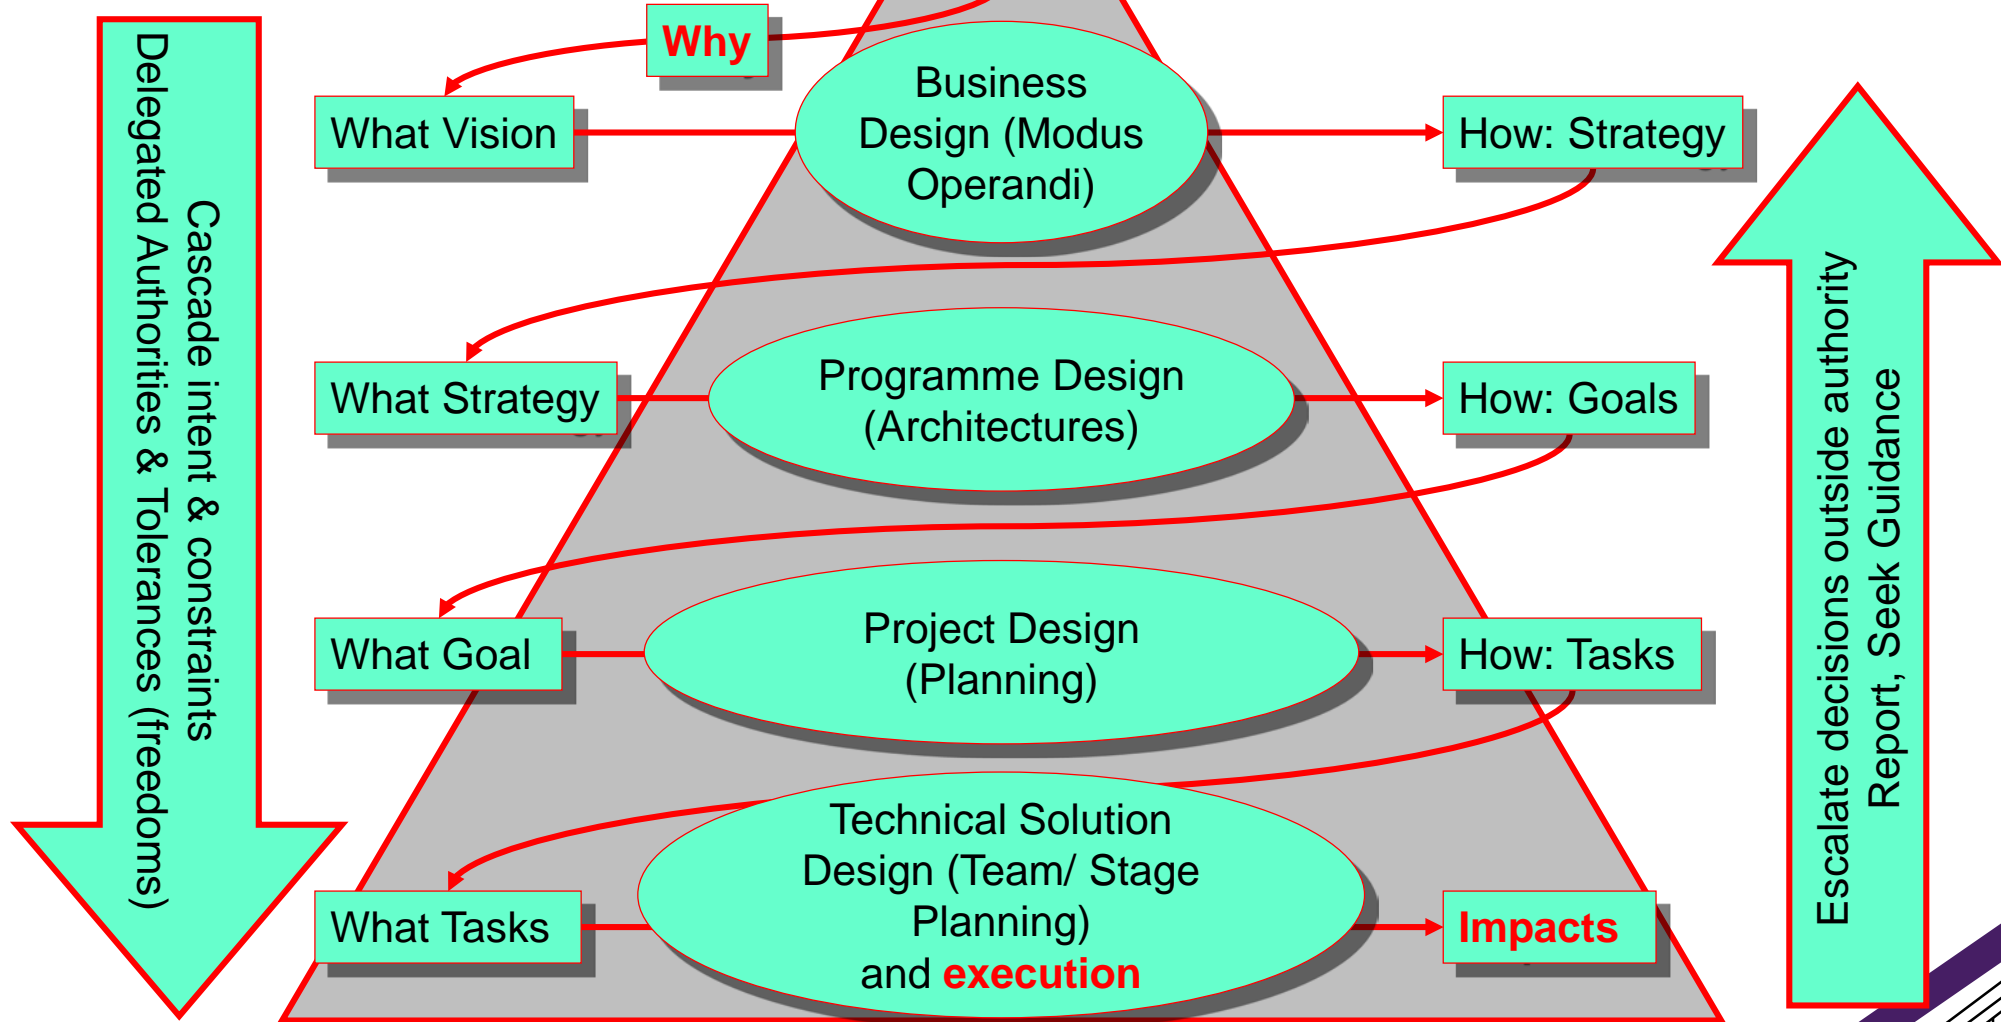 Why
What Vision
Business
Design (Modus
Operandi)
How: Strategy
What Strategy
Programme Design
(Architectures)
How: Goals
What Goal
Project Design
(Planning)
How: Tasks
What Tasks
Technical Solution
Design (Team/ Stage
Planning)
and execution
Impacts
Cascade intent & constraints
Delegated Authorities & Tolerances (freedoms)
Escalate decisions outside authority
Report, Seek Guidance